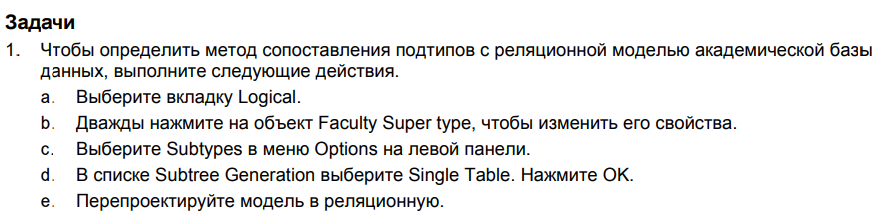 Задачи
1. Чтобы определить метод сопоставления подтипов с реляционной моделью академической базы
данных, выполните следующие действия.
a. Выберите вкладку Logical.
b. Дважды нажмите на объект Faculty Super type, чтобы изменить его свойства.
c. Выберите Subtypes в меню Options на левой панели.
d. В списке Subtree Generation выберите Single Table. Нажмите OK.
e. Перепроектируйте модель в реляционную.